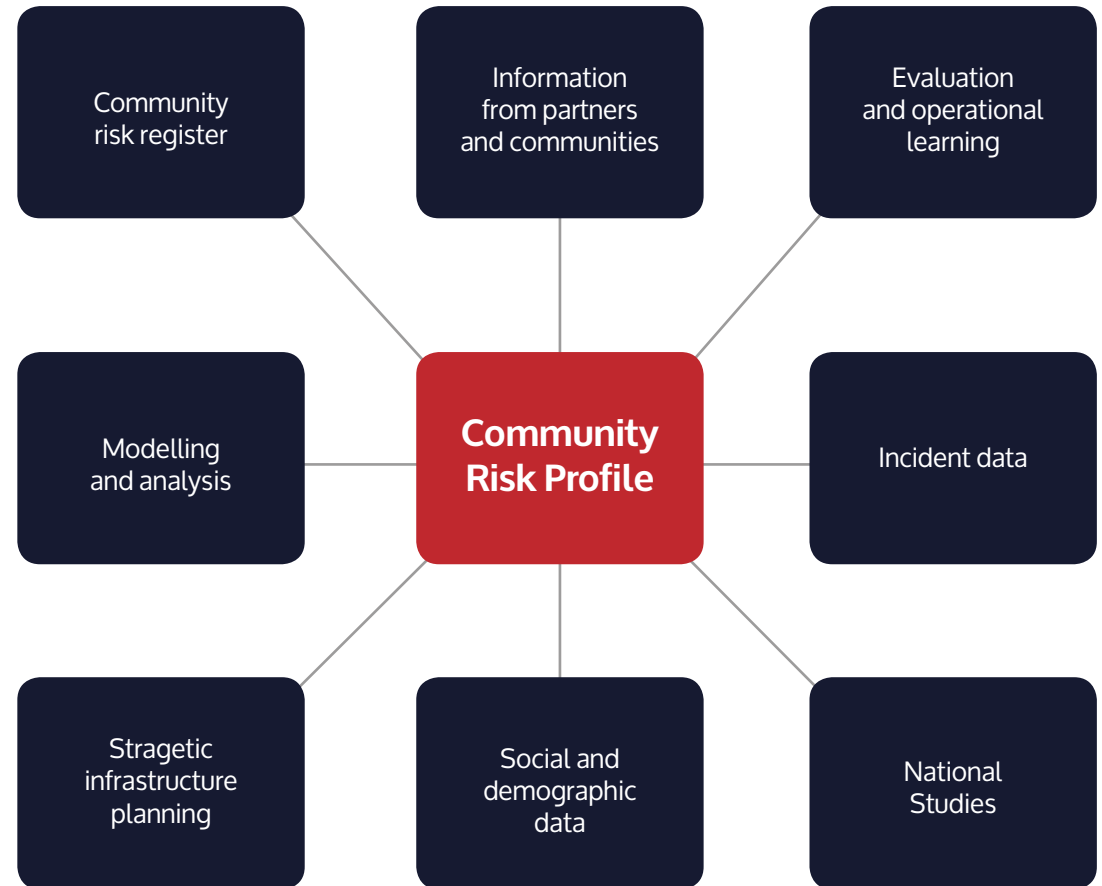 Community
risk register
Information
from partners
and communities
Evaluation
and operational
learning
Modelling
and analysis
Community
Risk Profile
Incident data
Stragetic
infrastructure
planning
Social and
demographic
data
National
Studies